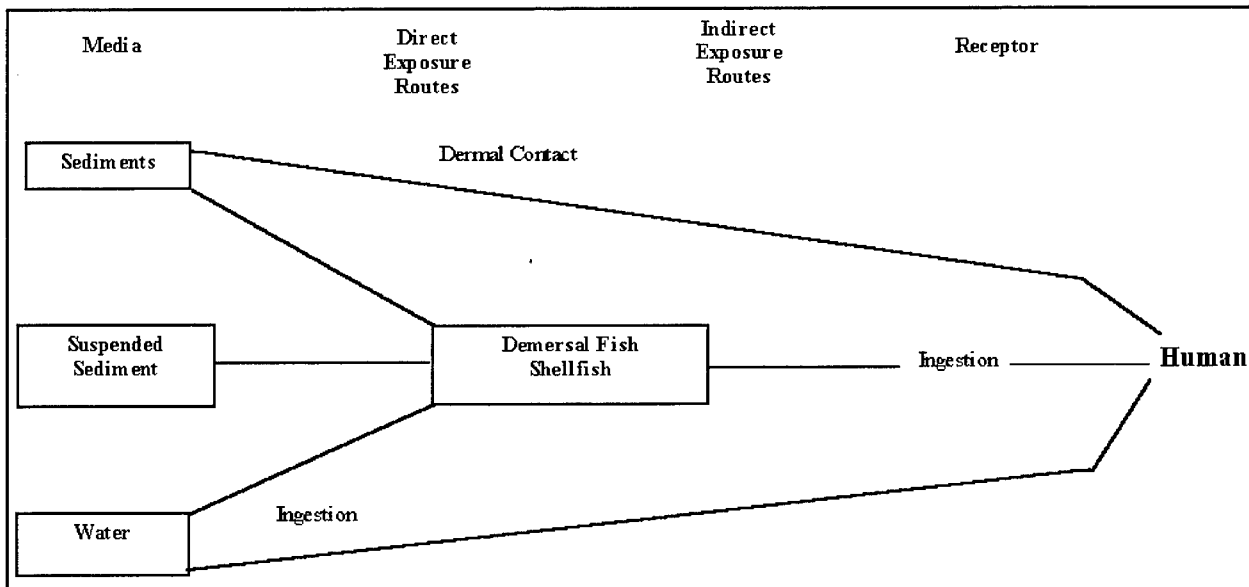 Media
Direct
Exposure
Routes
Indirect
Exposure
Routes
Receptor
Sediments
Dermal Contact
Suspended
Sediment
Demersal Fish
Shellfish
Ingestion
Human
Water
Ingestion